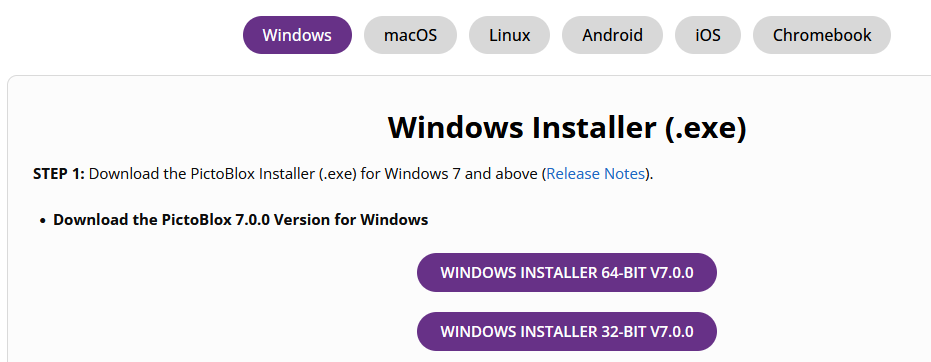 Windows macOS Linux Android iOS Chromebook
Windows Installer (.exe)
STEP 1: Download the PictoBlox Installer (.exe) for Windows 7 and above (Release Notes).
• Download the PictoBlox 7.0.0 Version for Windows
WINDOWS INSTALLER 64-BIT V7.0.0
WINDOWS INSTALLER 32-BIT V7.0.0